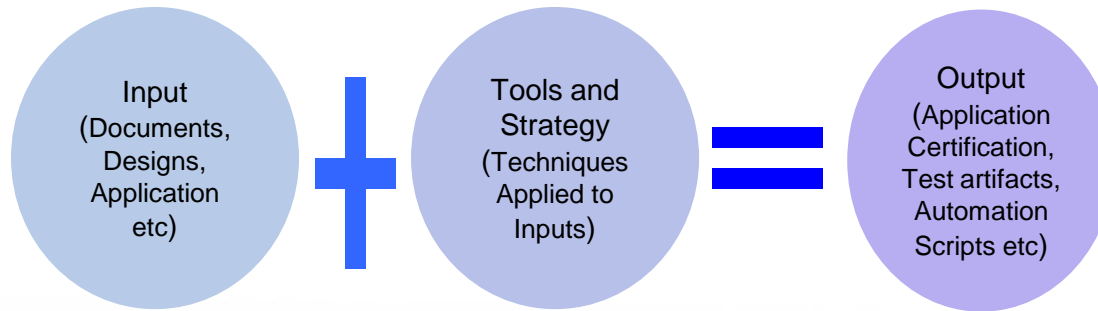 Input
(Documents,
Designs,
Application
etc)
Tools and
Strategy
(Techniques
Applied to
Inputs)
Output
(Application
Certification,
Test artifacts,
Automation
Scripts etc)